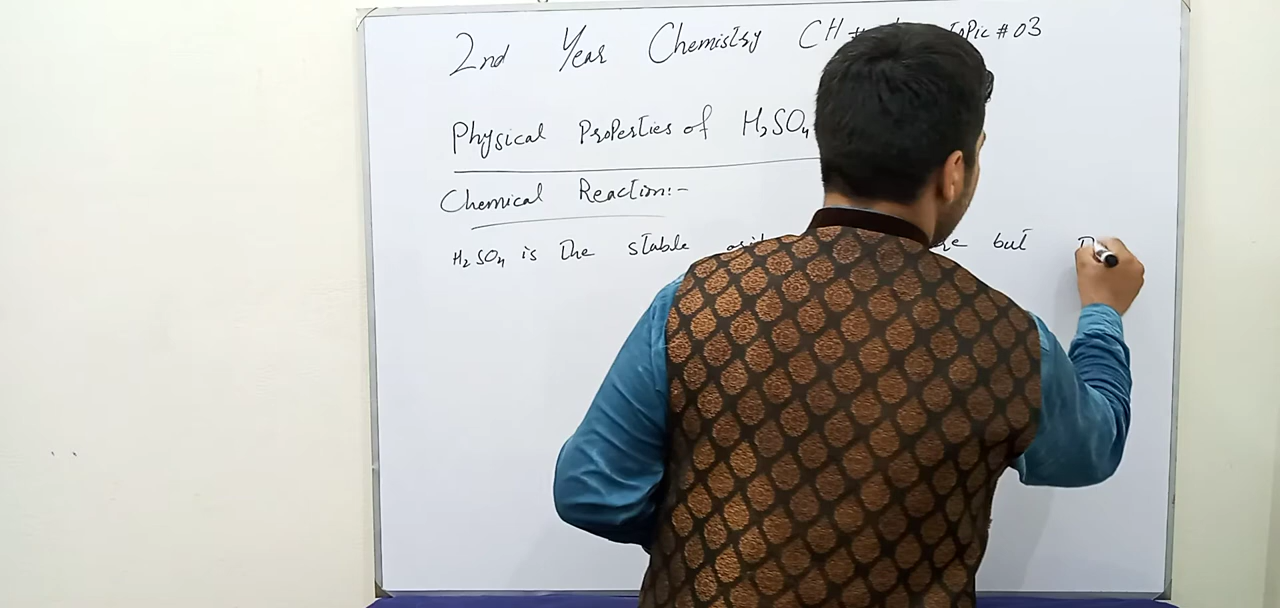 2nd Year Chemistry CH # Topic # 03
Physical Properties of H₂SO₄
Chemical Reaction:-
H₂SO₄ is the stable but